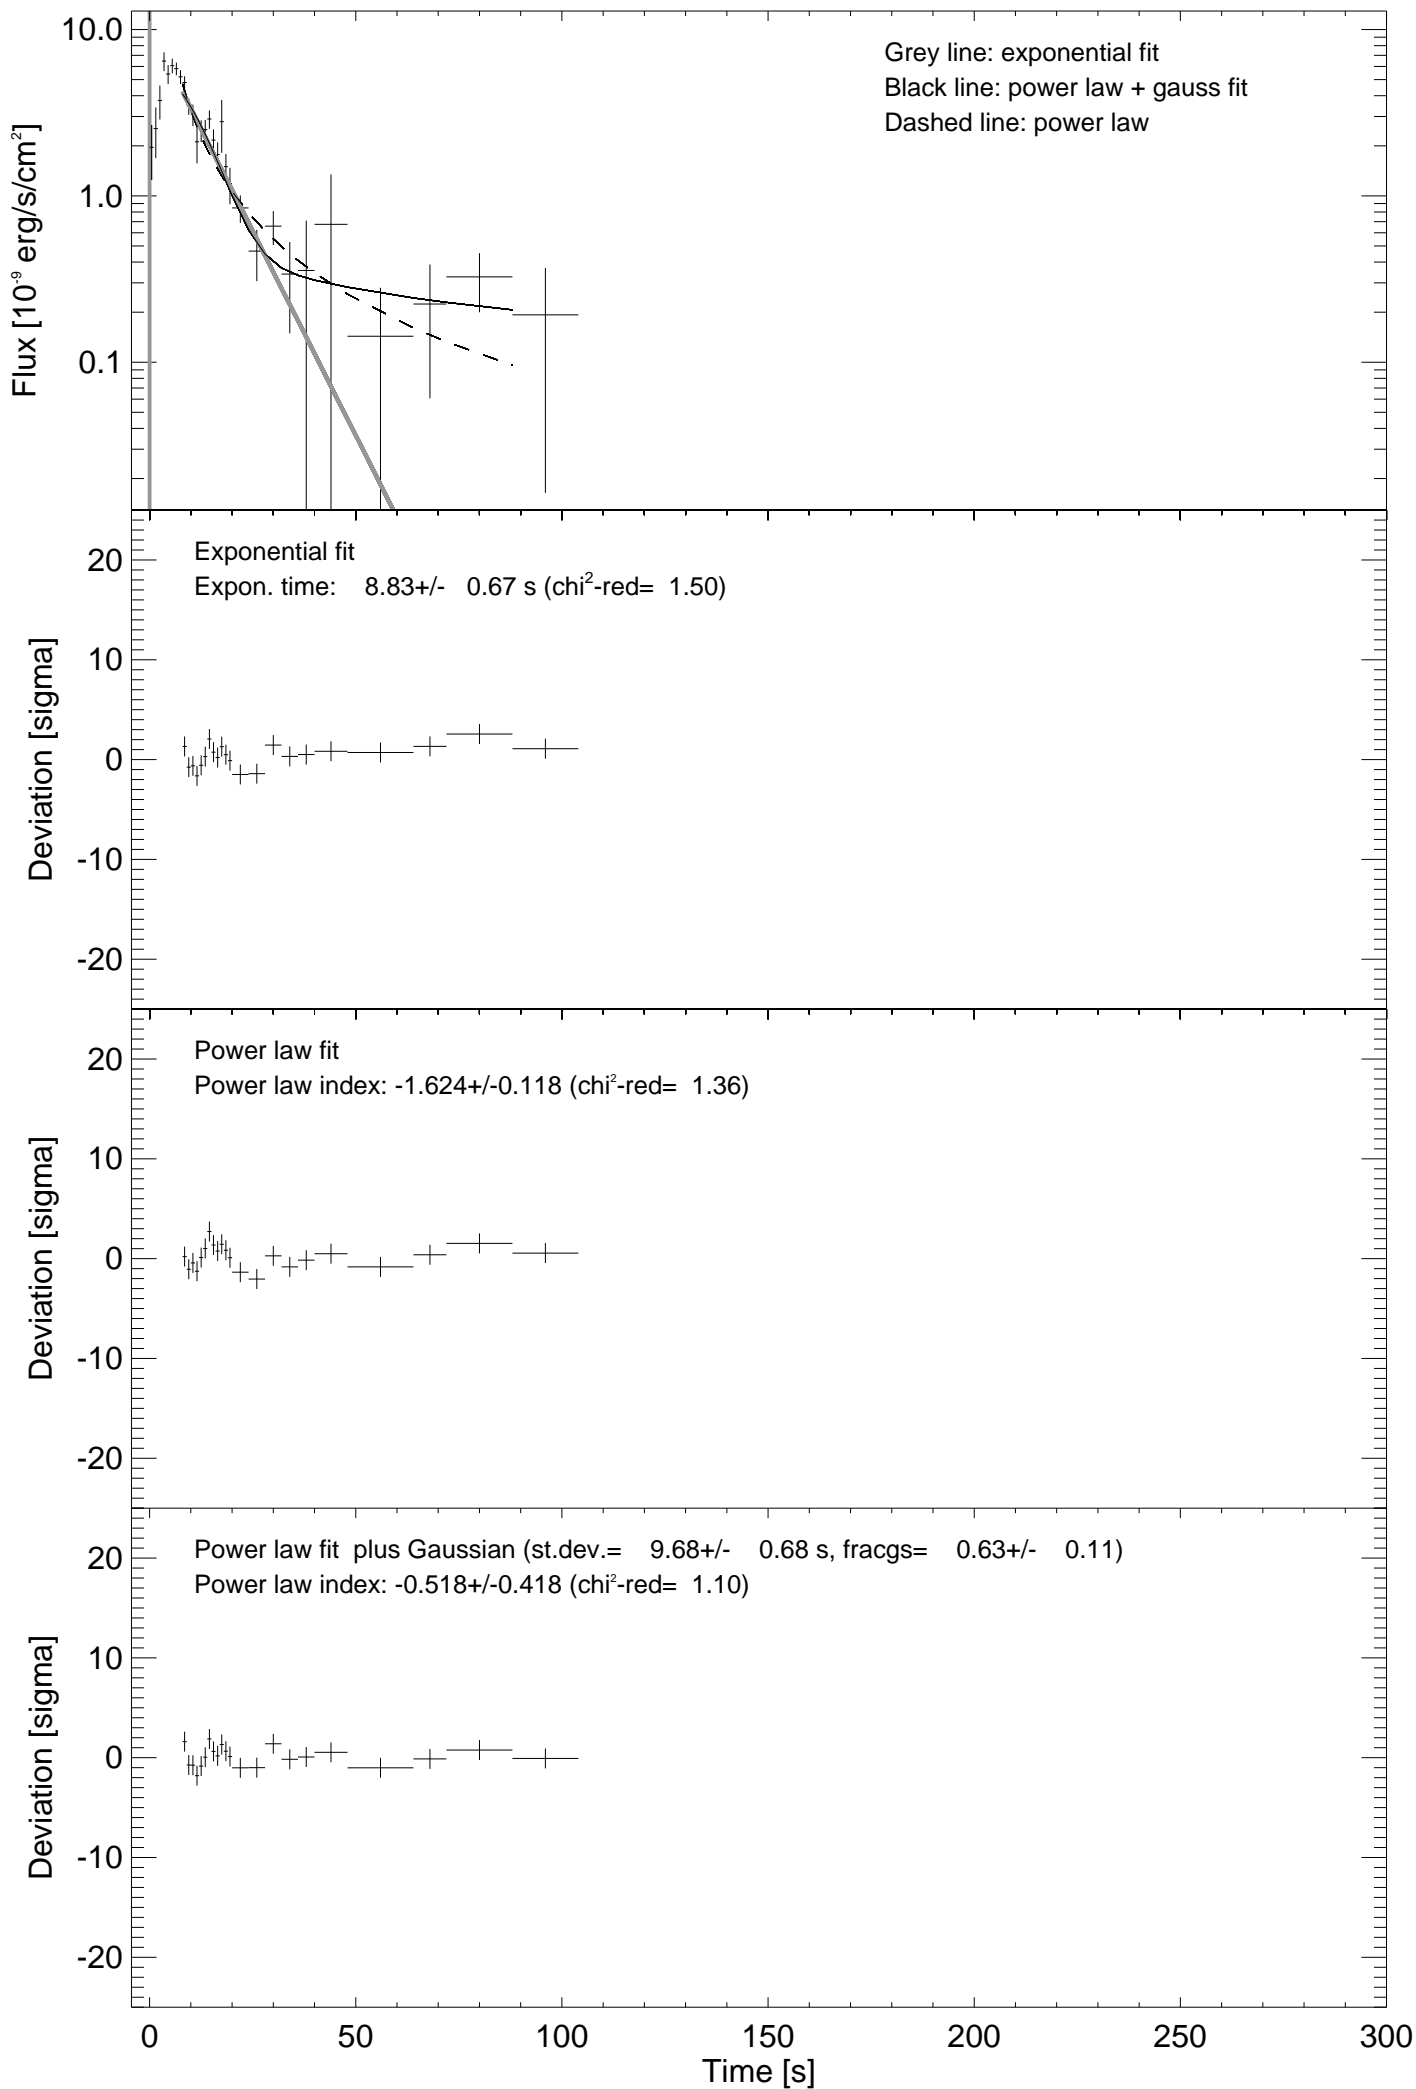 10.0
1.0
0.1
Flux [10⁻⁹ erg/s/cm²]
Grey line: exponential fit
Black line: power law + gauss fit
Dashed line: power law
20
10
0
-10
-20
Deviation [sigma]
Exponential fit
Expon. time: 8.83+/- 0.67 s (chi²-red= 1.50)
20
10
0
-10
-20
Deviation [sigma]
Power law fit
Power law index: -1.624+/-0.118 (chi²-red= 1.36)
20
10
0
-10
-20
Deviation [sigma]
Power law fit plus Gaussian (st.dev.= 9.68+/- 0.68 s, fracgs= 0.63+/- 0.11)
Power law index: -0.518+/-0.418 (chi²-red= 1.10)
0 50 100 150 200 250 300
Time [s]